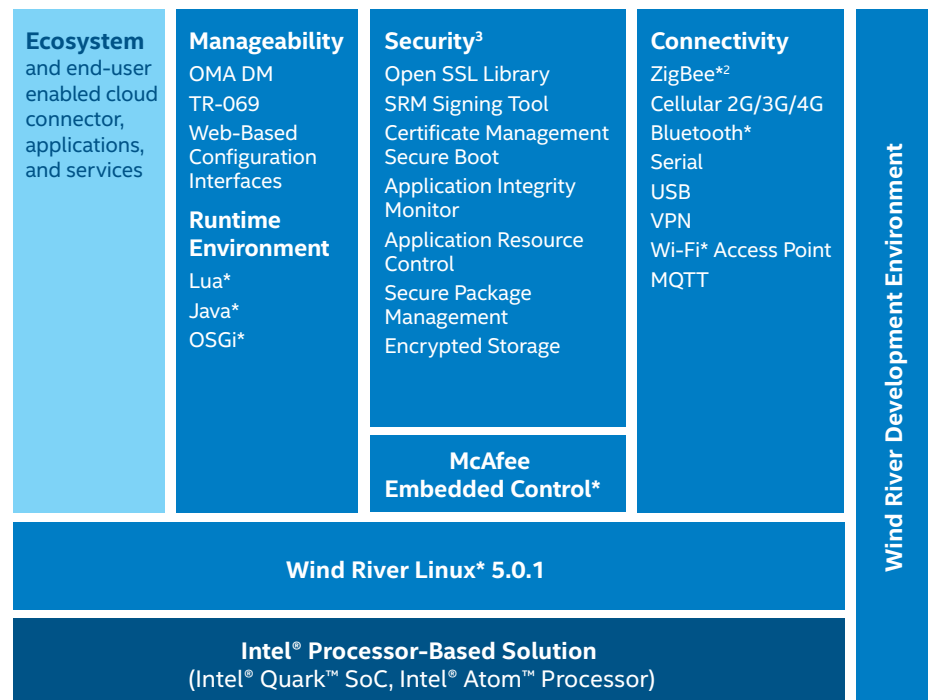 Ecosystem
and end-user
enabled cloud
connector,
applications,
and services
Manageability
OMA DM
TR-069
Web-Based
Configuration
Interfaces
Runtime
Environment
Lua*
Java*
OSGi*
Security³
Open SSL Library
SRM Signing Tool
Certificate Management
Secure Boot
Application Integrity
Monitor
Application Resource
Control
Secure Package
Management
Encrypted Storage
McAfee
Embedded Control*
Connectivity
ZigBee*²
Cellular 2G/3G/4G
Bluetooth*
Serial
USB
VPN
Wi-Fi* Access Point
MQTT
Wind River Development Environment
Wind River Linux* 5.0.1
Intel® Processor-Based Solution
(Intel® Quark™ SoC, Intel® Atom™ Processor)